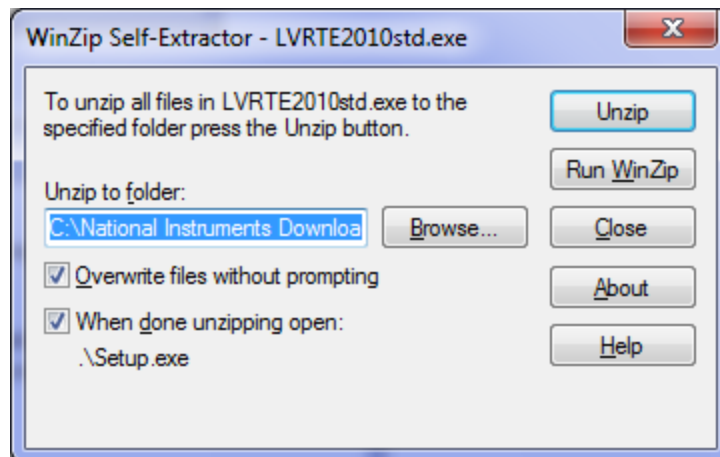 WinZip Self-Extractor - LVRTE2010std.exe
To unzip all files in LVRTE2010std.exe to the
specified folder press the Unzip button.
Unzip to folder:
C:\National Instruments Downloa
Browse...
Overwrite files without prompting
When done unzipping open:
.\Setup.exe
Unzip
Run WinZip
Close
About
Help